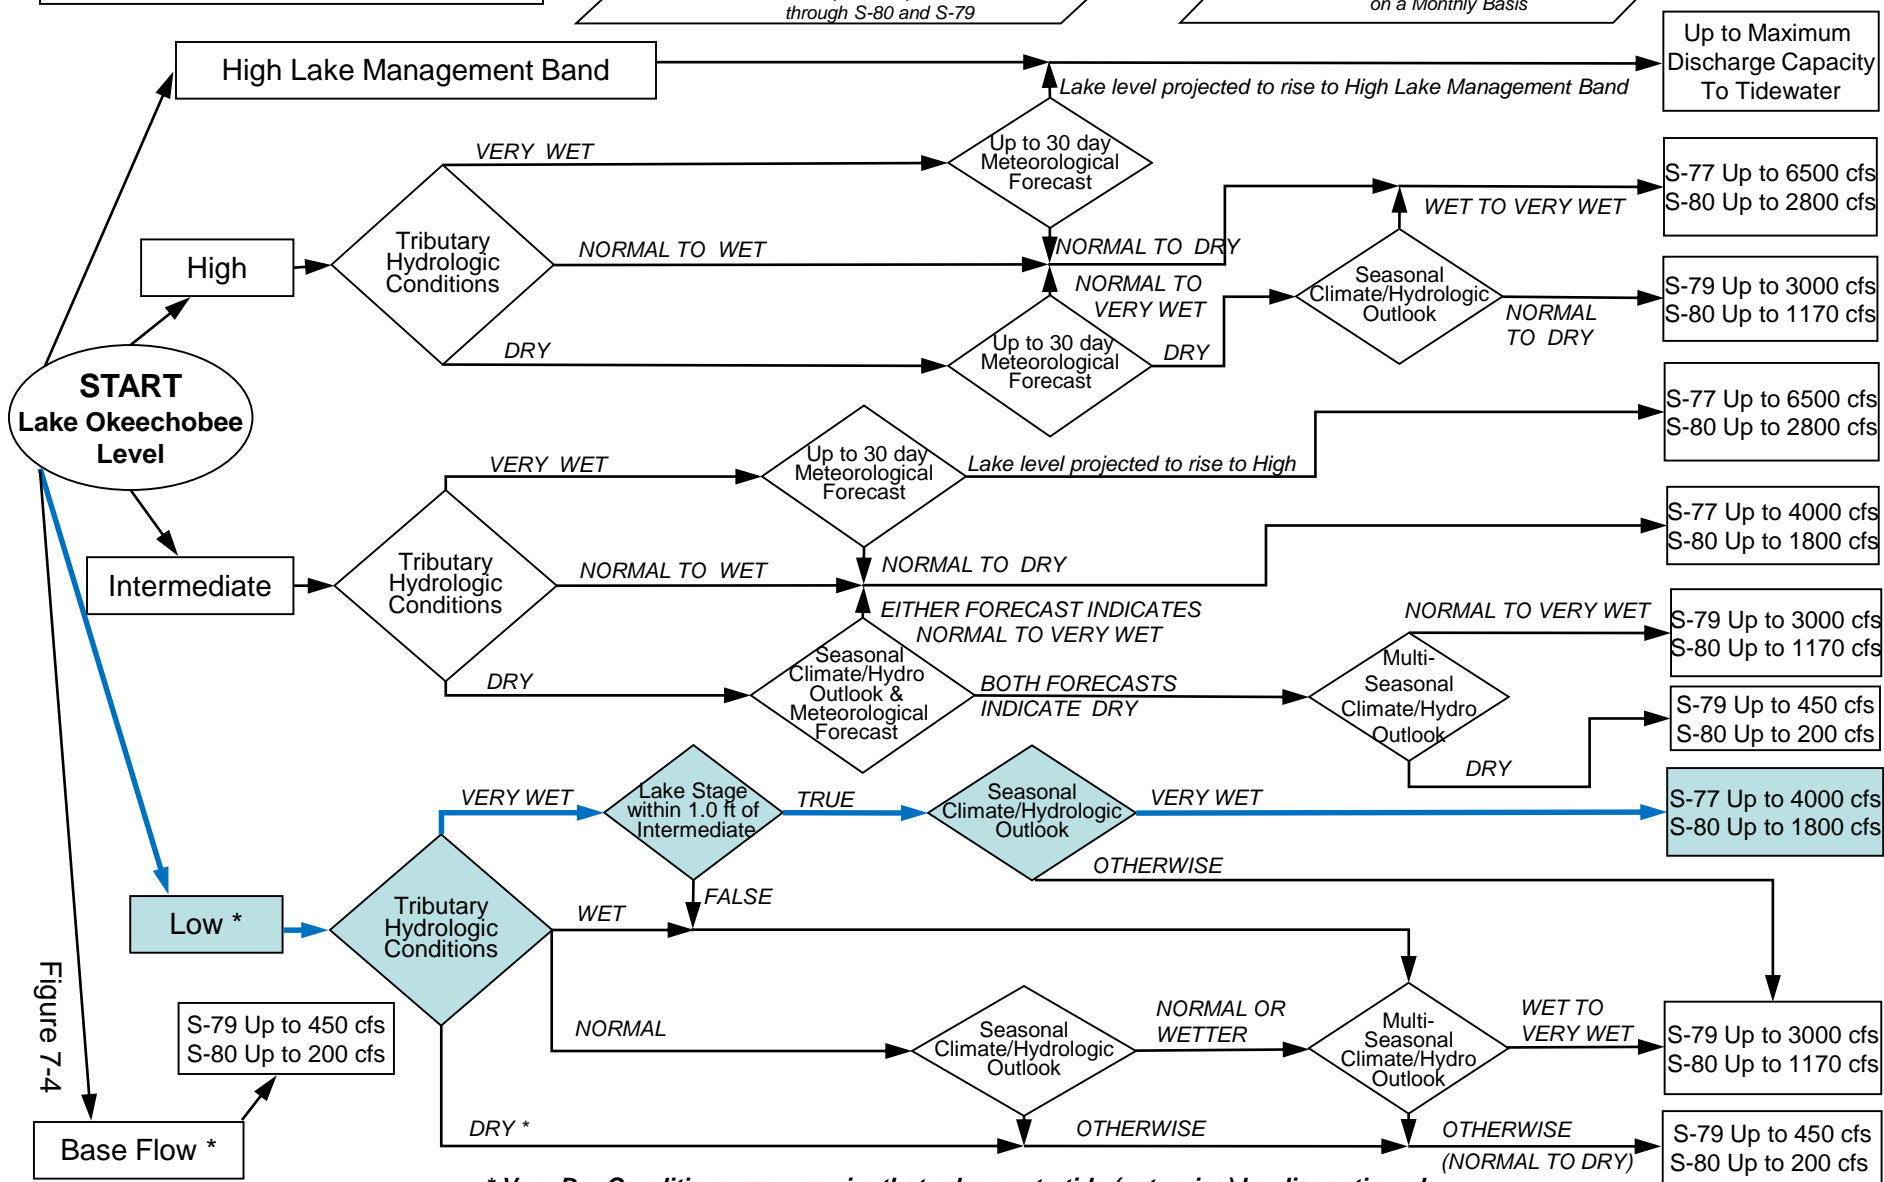 through S-80 and S-79
on a Monthly Basis
High Lake Management Band
Lake level projected to rise to High Lake Management Band
Up to Maximum
Discharge Capacity
To Tidewater
VERY WET
Up to 30 day
Meteorological
Forecast
S-77 Up to 6500 cfs
S-80 Up to 2800 cfs
WET TO VERY WET
High
Tributary
Hydrologic
Conditions
NORMAL TO WET
NORMAL TO DRY
NORMAL TO
VERY WET
Seasonal
Climate/Hydrologic
Outlook
NORMAL
TO DRY
S-79 Up to 3000 cfs
S-80 Up to 1170 cfs
DRY
Up to 30 day
Meteorological
Forecast
DRY
START
Lake Okeechobee
Level
S-77 Up to 6500 cfs
S-80 Up to 2800 cfs
VERY WET
Up to 30 day
Meteorological
Forecast
Lake level projected to rise to High
S-77 Up to 4000 cfs
S-80 Up to 1800 cfs
Intermediate
Tributary
Hydrologic
Conditions
NORMAL TO WET
NORMAL TO DRY
EITHER FORECAST INDICATES
NORMAL TO VERY WET
NORMAL TO VERY WET
S-79 Up to 3000 cfs
S-80 Up to 1170 cfs
DRY
Seasonal
Climate/Hydro
Outlook &
Meteorological
Forecast
BOTH FORECASTS
INDICATE DRY
Multi-
Seasonal
Climate/Hydro
Outlook
DRY
S-79 Up to 450 cfs
S-80 Up to 200 cfs
VERY WET
Lake Stage
within 1.0 ft of
Intermediate
TRUE
Seasonal
Climate/Hydrologic
Outlook
VERY WET
S-77 Up to 4000 cfs
S-80 Up to 1800 cfs
OTHERWISE
FALSE
Low *
Tributary
Hydrologic
Conditions
WET
NORMAL
Seasonal
Climate/Hydrologic
Outlook
NORMAL OR
WETTER
Multi-
Seasonal
Climate/Hydro
Outlook
WET TO
VERY WET
S-79 Up to 3000 cfs
S-80 Up to 1170 cfs
Figure 7-4
S-79 Up to 450 cfs
S-80 Up to 200 cfs
Base Flow *
DRY *
OTHERWISE
OTHERWISE
(NORMAL TO DRY)
S-79 Up to 450 cfs
S-80 Up to 200 cfs